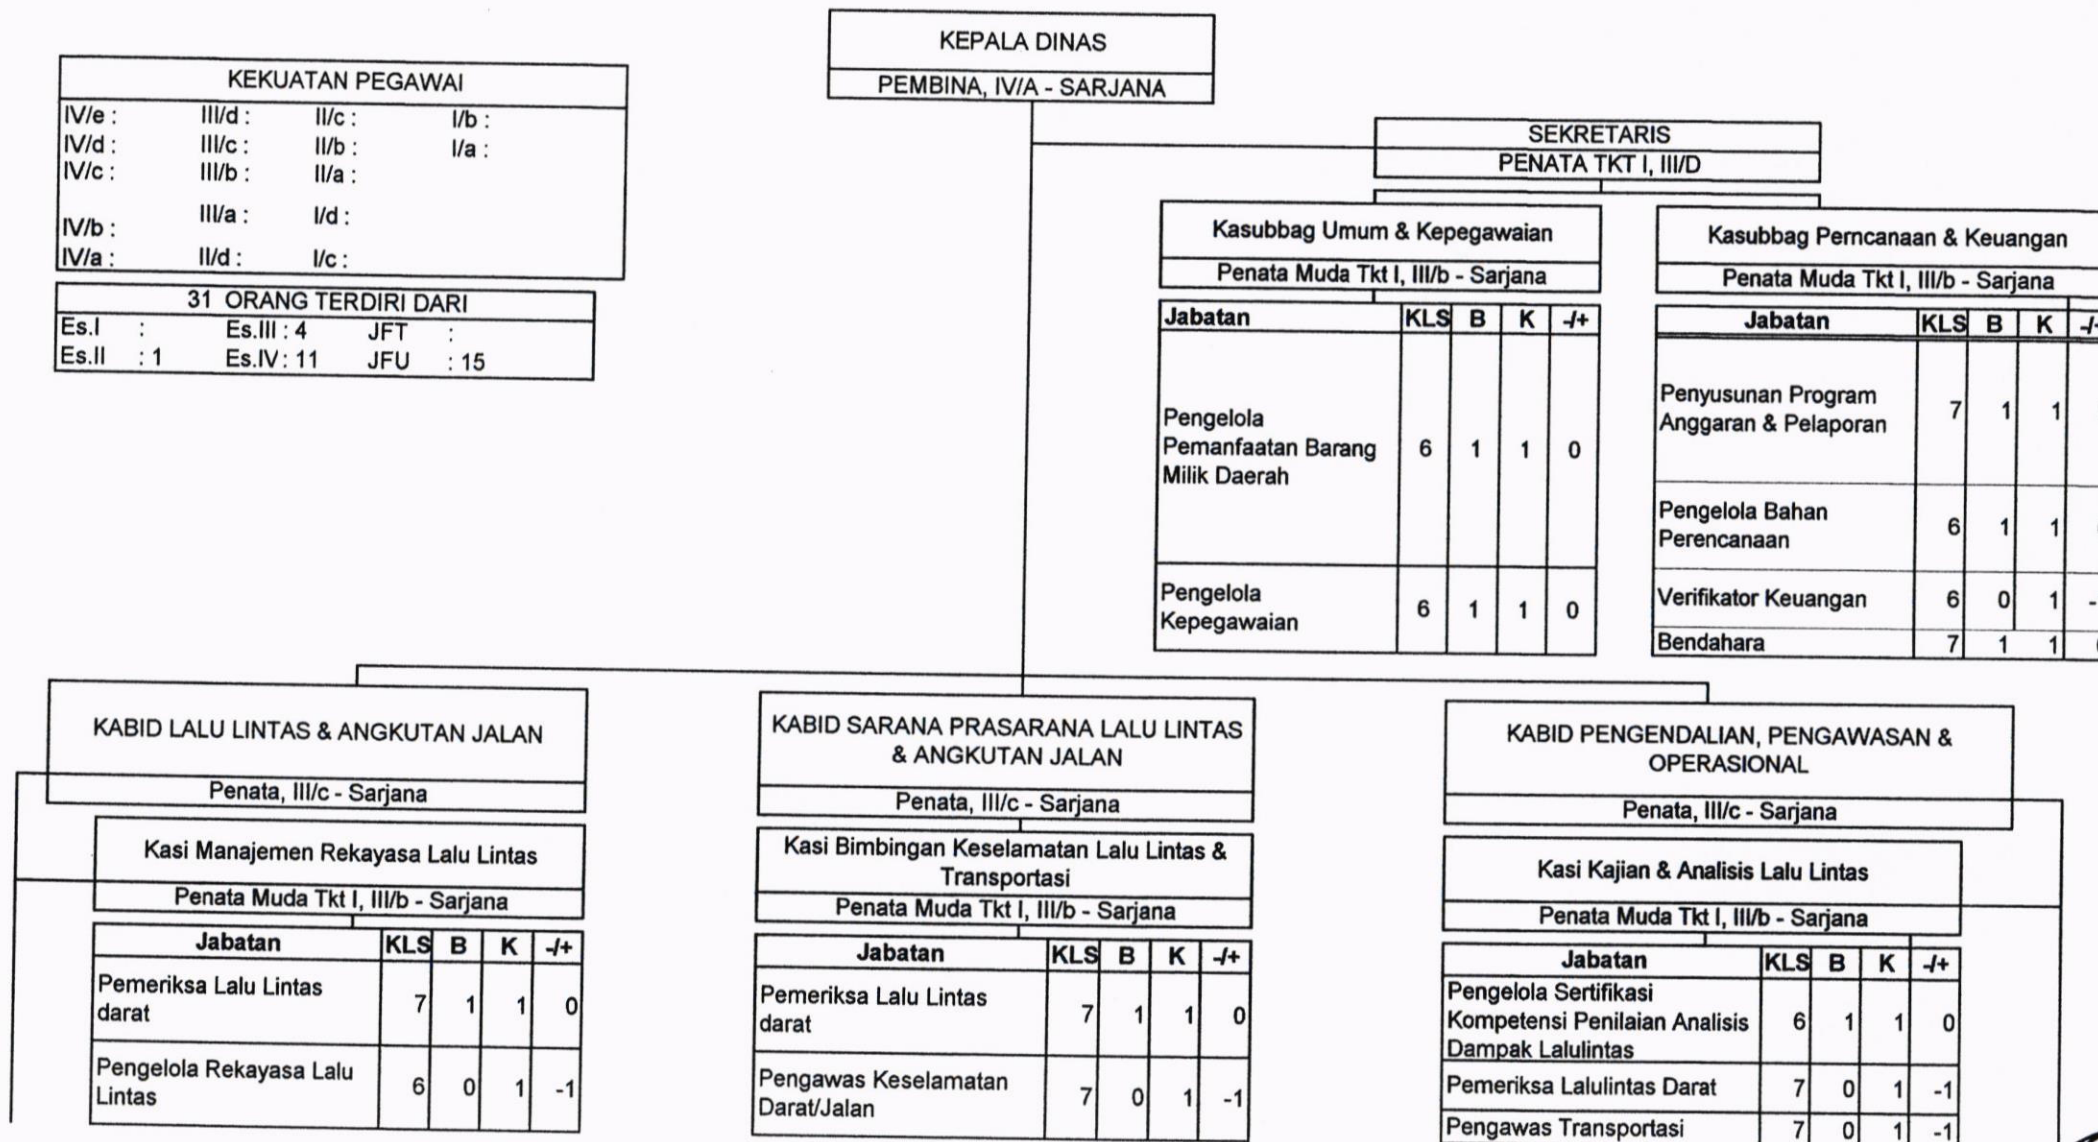 KEPALA DINAS
PEMBINA, IV/A - SARJANA
KEKUATAN PEGAWAI
IV/e : III/d : II/c : I/b :
IV/d : III/c : II/b : I/a :
IV/c : III/b : II/a :
III/a : I/d :
IV/b :
IV/a : II/d : I/c :
31 ORANG TERDIRI DARI
Es.I : Es.III : 4 JFT :
Es.II : 1 Es.IV : 11 JFU : 15
SEKRETARIS
PENATA TKT I, III/D
Kasubbag Umum & Kepegawaian
Penata Muda Tkt I, III/b - Sarjana
Jabatan KLS B K -/+
Pengelola
Pemanfaatan Barang 6 1 1 0
Milik Daerah
Pengelola
Kepegawaian 6 1 1 0
Kasubbag Perncanaan & Keuangan
Penata Muda Tkt I, III/b - Sarjana
Jabatan KLS B K
Penyusunan Program
Anggaran & Pelaporan 7 1 1
Pengelola Bahan
Perencanaan 6 1 1
Verifikator Keuangan 6 0 1 -
Bendahara 7 1 1
KABID LALU LINTAS & ANGKUTAN JALAN
Penata, III/c - Sarjana
Kasi Manajemen Rekayasa Lalu Lintas
Penata Muda Tkt I, III/b - Sarjana
Jabatan KLS B K -/+
Pemeriksa Lalu Lintas
darat 7 1 1 0
Pengelola Rekayasa Lalu
Lintas 6 0 1 -1
KABID SARANA PRASARANA LALU LINTAS
& ANGKUTAN JALAN
Penata, III/c - Sarjana
Kasi Bimbingan Keselamatan Lalu Lintas &
Transportasi
Penata Muda Tkt I, III/b - Sarjana
Jabatan KLS B K -/+
Pemeriksa Lalu Lintas
darat 7 1 1 0
Pengawas Keselamatan
Darat/Jalan 7 0 1 -1
KABID PENGENDALIAN, PENGAWASAN &
OPERASIONAL
Penata, III/c - Sarjana
Kasi Kajian & Analisis Lalu Lintas
Penata Muda Tkt I, III/b - Sarjana
Jabatan KLS B K -/+
Pengelola Sertifikasi
Kompetensi Penilaian Analisis 6 1 1 0
Dampak Lalulintas
Pemeriksa Lalulintas Darat 7 0 1 -1
Pengawas Transportasi 7 0 1 -1